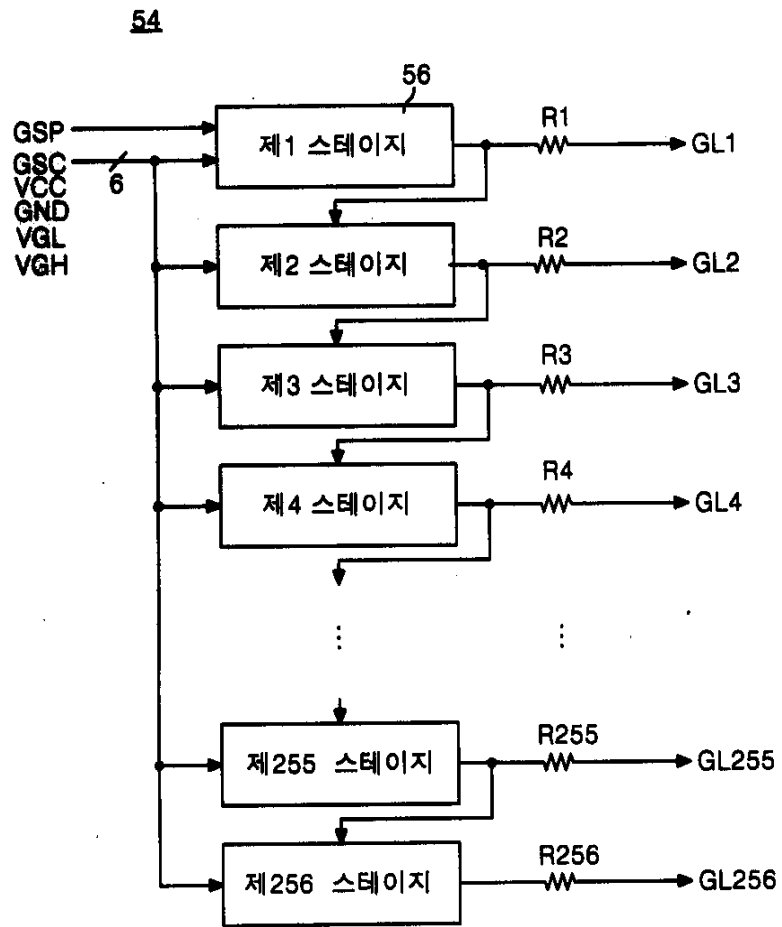 54
56
GSP
GSC
VCC
GND
VGL
VGH
6
제1 스테이지
R1
GL1
제2 스테이지
R2
GL2
제3 스테이지
R3
GL3
제4 스테이지
R4
GL4
⋮
⋮
제255 스테이지
R255
GL255
제256 스테이지
R256
GL256